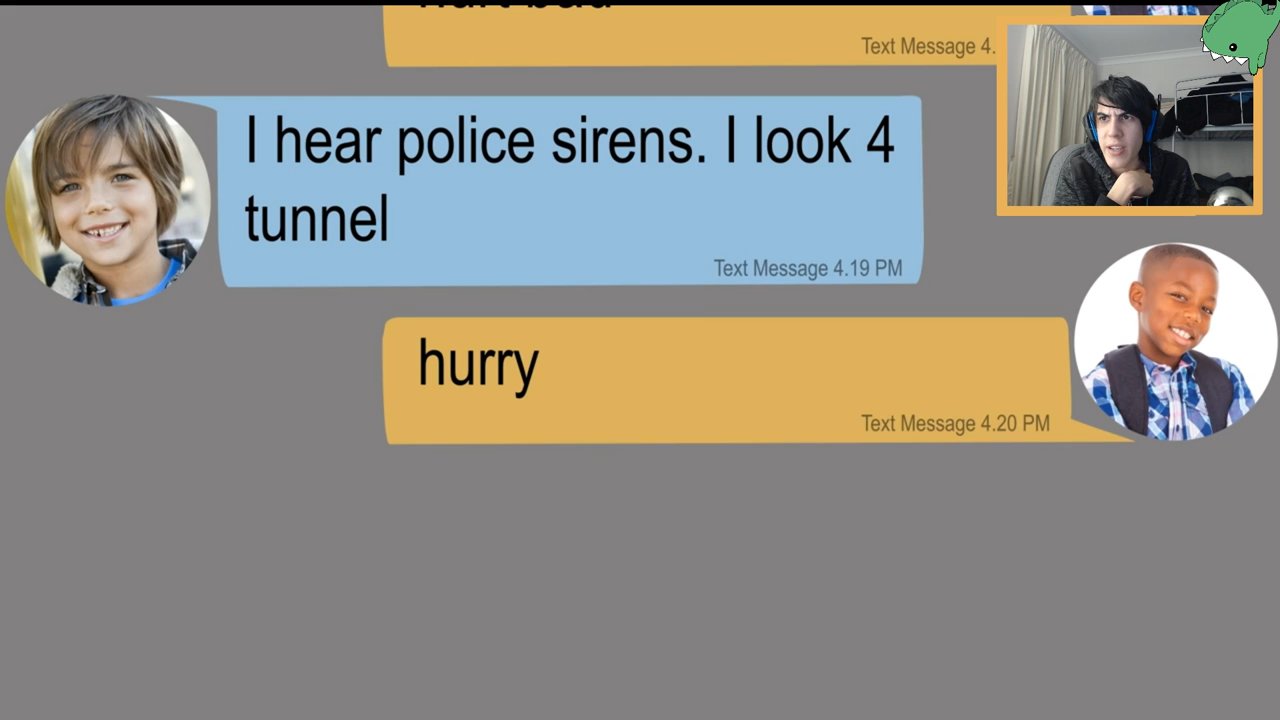 Text Message 4.
I hear police sirens. I look 4
tunnel
Text Message 4.19 PM
hurry
Text Message 4.20 PM